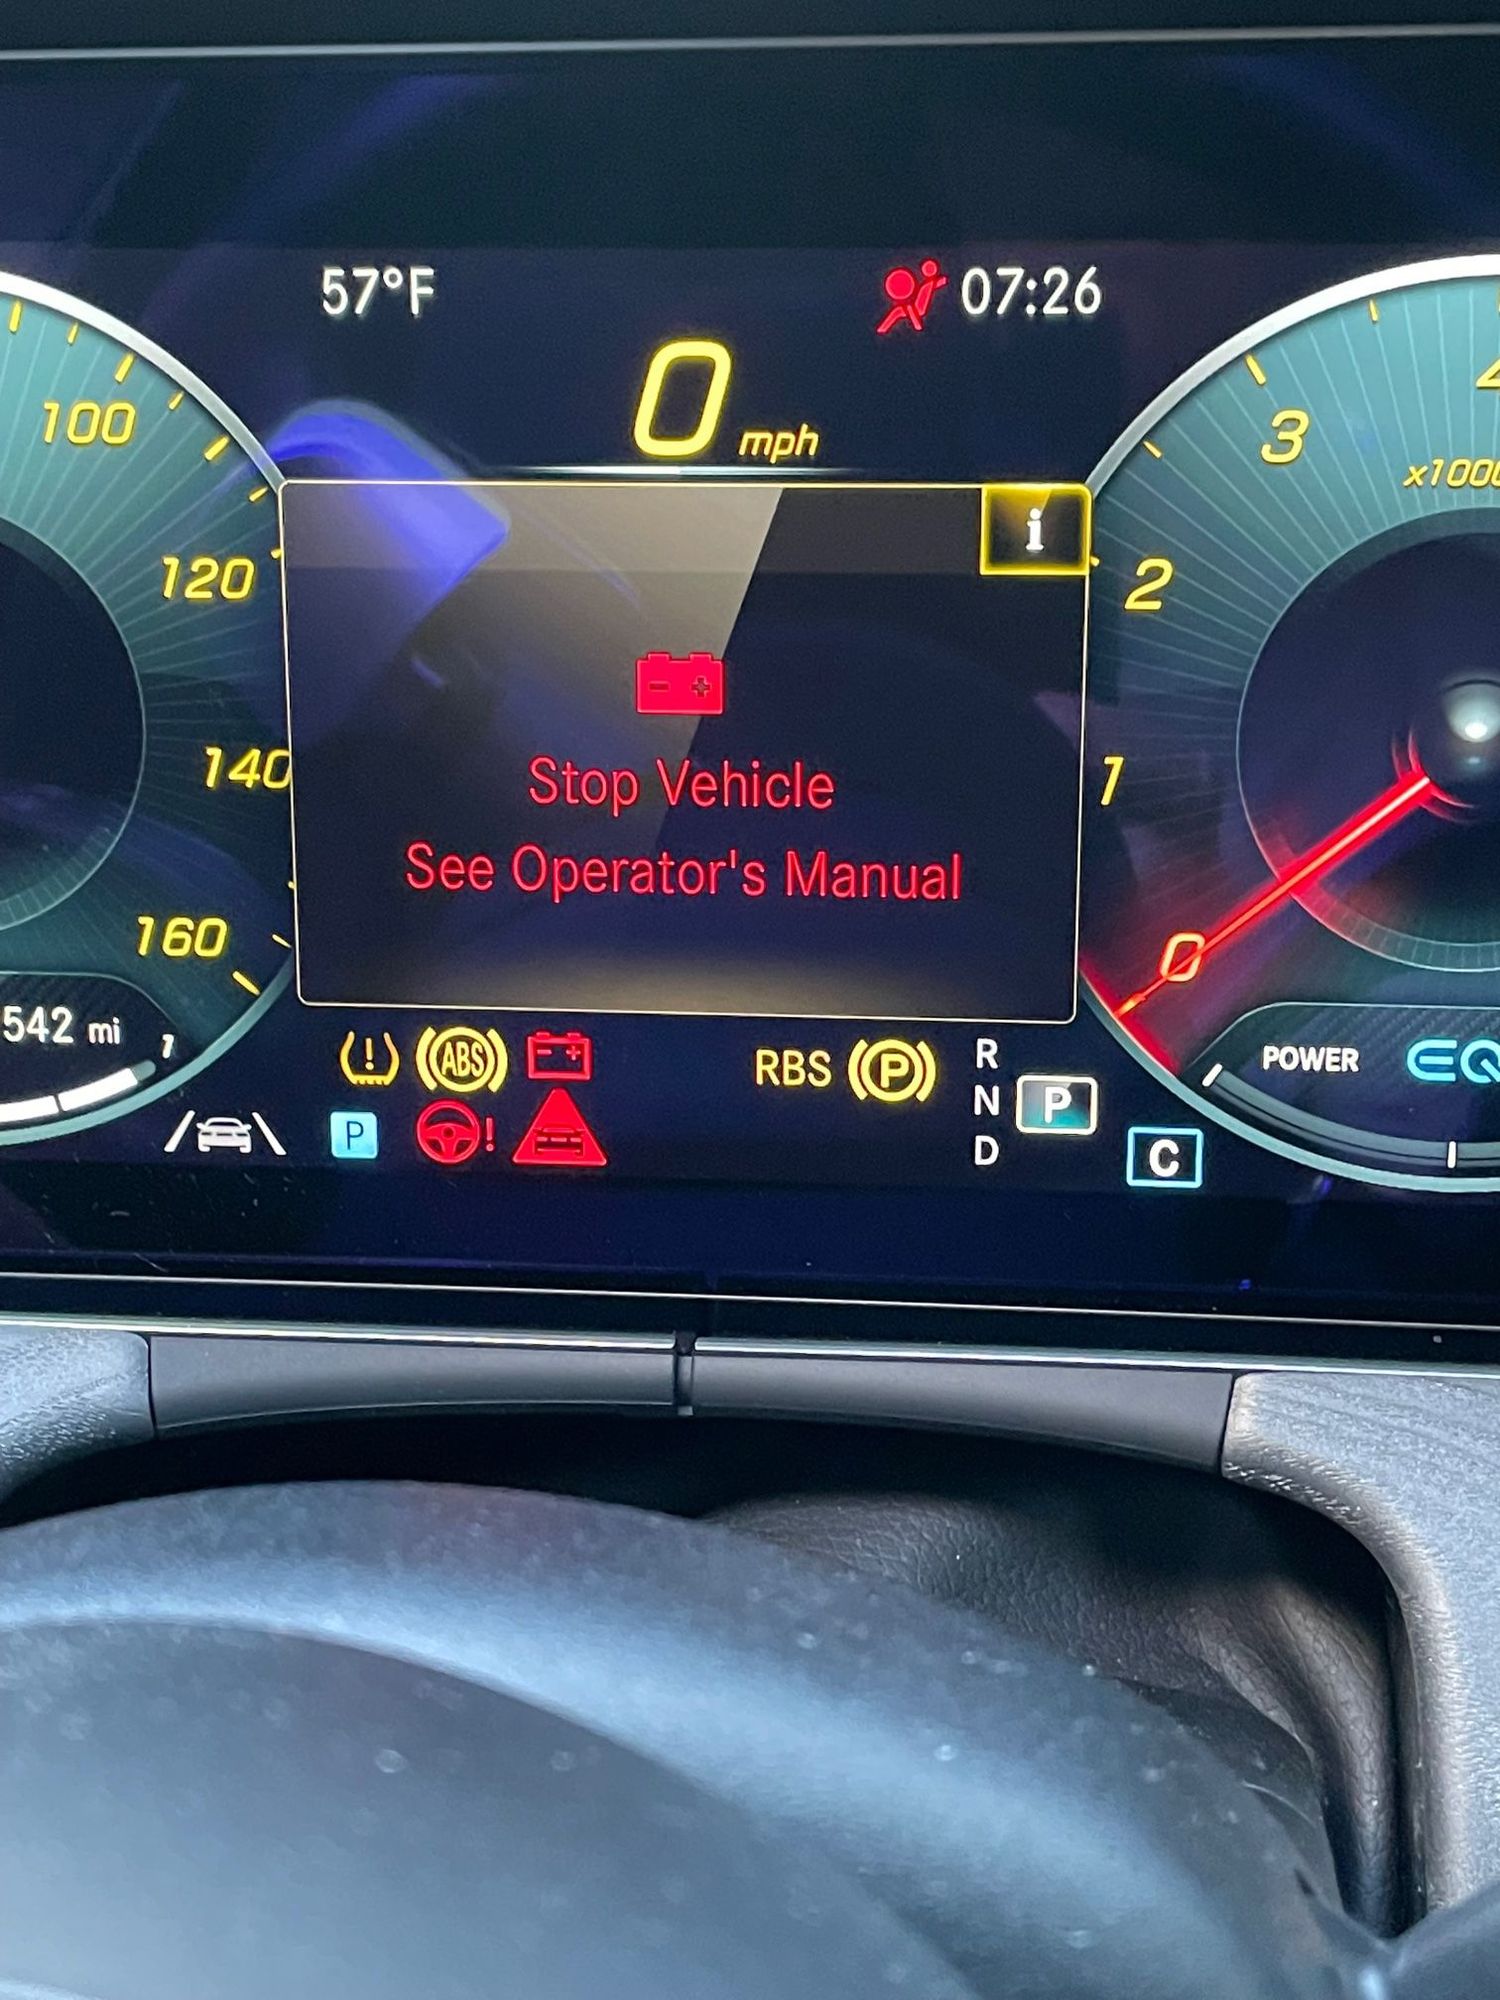 57°F 07:26
0 mph
100
120
140
160
542 mi
1
i
Stop Vehicle
See Operator's Manual
3
x1000
2
1
0
POWER EQ
ABS
RBS P
P
R
N
D
P
C